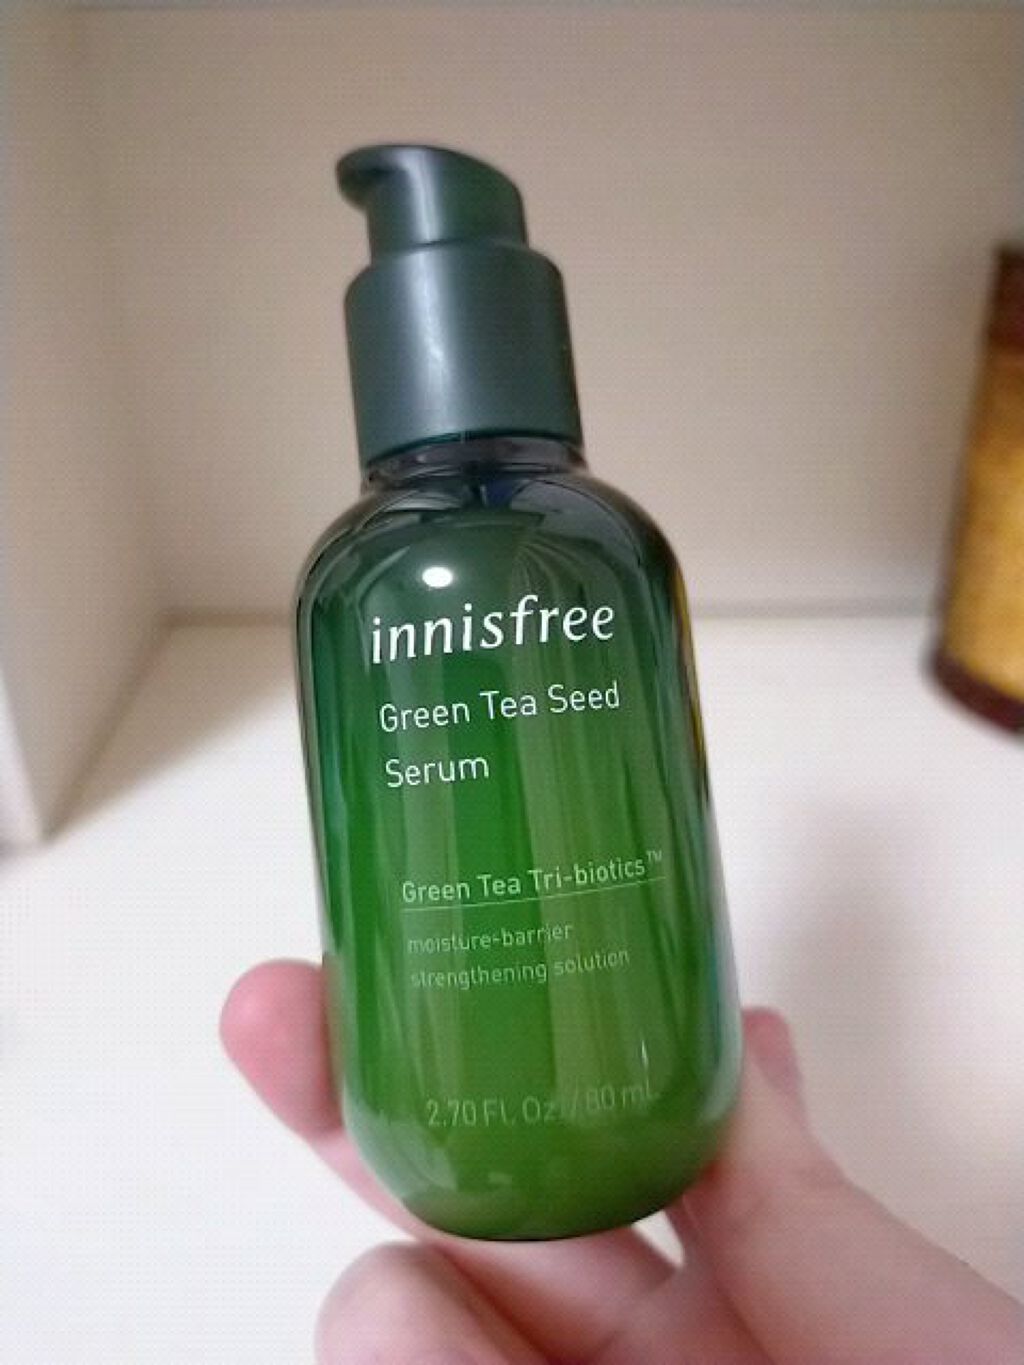 innisfree
Green Tea Seed
Serum
Green Tea Tri-biotics™
moisture-barrier
strengthening solution
2.70 Fl. Oz. / 80 mL